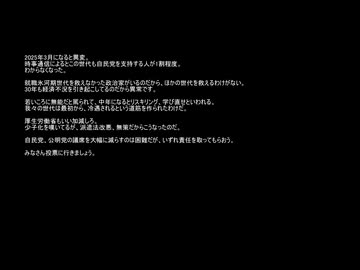 2025年3月になると異変。
時事通信によるとこの世代も自民党を支持する人が1割程度。
わからなくなった。
就職氷河期世代を救えなかった政治家がいるのだから、ほかの世代を救えるわけがない。
30年も経済不況を引き起こしてるのだから異常です。
若いころに無能だと罵られて、中年になるとリスキリング、学び直せといわれる。
我々の世代は最初から、冷遇されるという道筋を作られたわけだ。
厚生労働省もいい加減しろ。
少子化を嘆いてるが、派遣法改悪、無策だからこうなったのだ。
自民党、公明党の議席を大幅に減らすのは困難だが、いずれ責任を取ってもらおう。
みなさん投票に行きましょう。